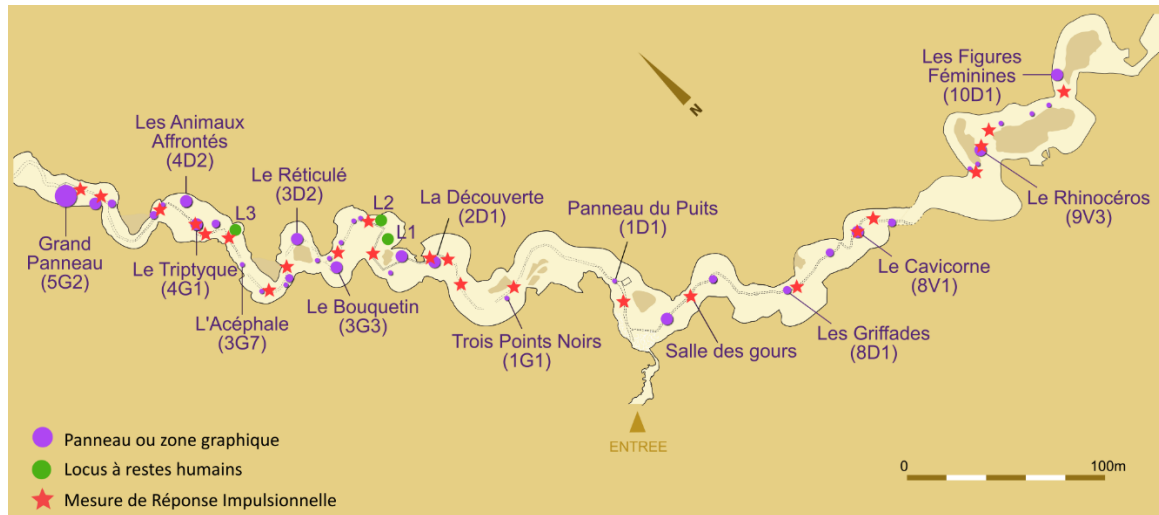 Les Figures
Féminines
(10D1)
Les Animaux
Affrontés
(4D2)
N
Le Réticulé
(3D2)
L2
La Découverte
(2D1)
Panneau du Puits
(1D1)
Le Rhinocéros
(9V3)
L3
L1
Grand
Panneau
(5G2)
Le Triptyque
(4G1)
Le Cavicorne
(8V1)
L'Acéphale
(3G7)
Le Bouquetin
(3G3)
Trois Points Noirs
(1G1)
Salle des gours
Les Griffades
(8D1)
ENTREE
Panneau ou zone graphique
Locus à restes humains
Mesure de Réponse Impulsionnelle
0
100m